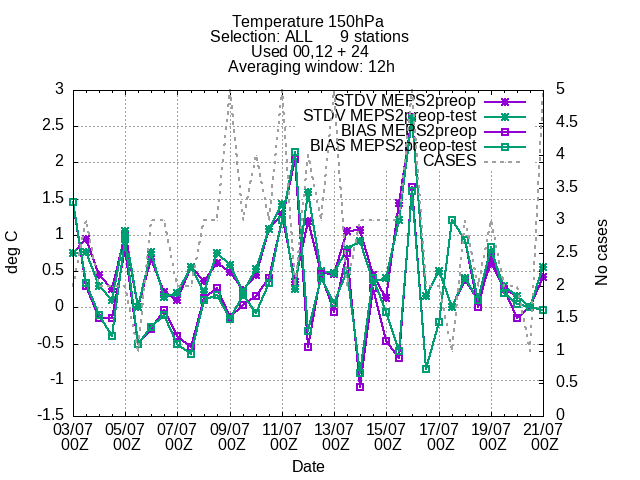 Temperature 150hPa
Selection: ALL 9 stations
Used 00,12 + 24
Averaging window: 12h
STDV MEPS2preop
STDV MEPS2preop-test
BIAS MEPS2preop
BIAS MEPS2preop-test
CASES
deg C
3
2.5
2
1.5
1
0.5
0
-0.5
-1
-1.5
5
4.5
4
3.5
3
2.5
2
1.5
1
0.5
0
No cases
03/07 05/07 07/07 09/07 11/07 13/07 15/07 17/07 19/07 21/07
00Z 00Z 00Z 00Z 00Z 00Z 00Z 00Z 00Z 00Z
Date